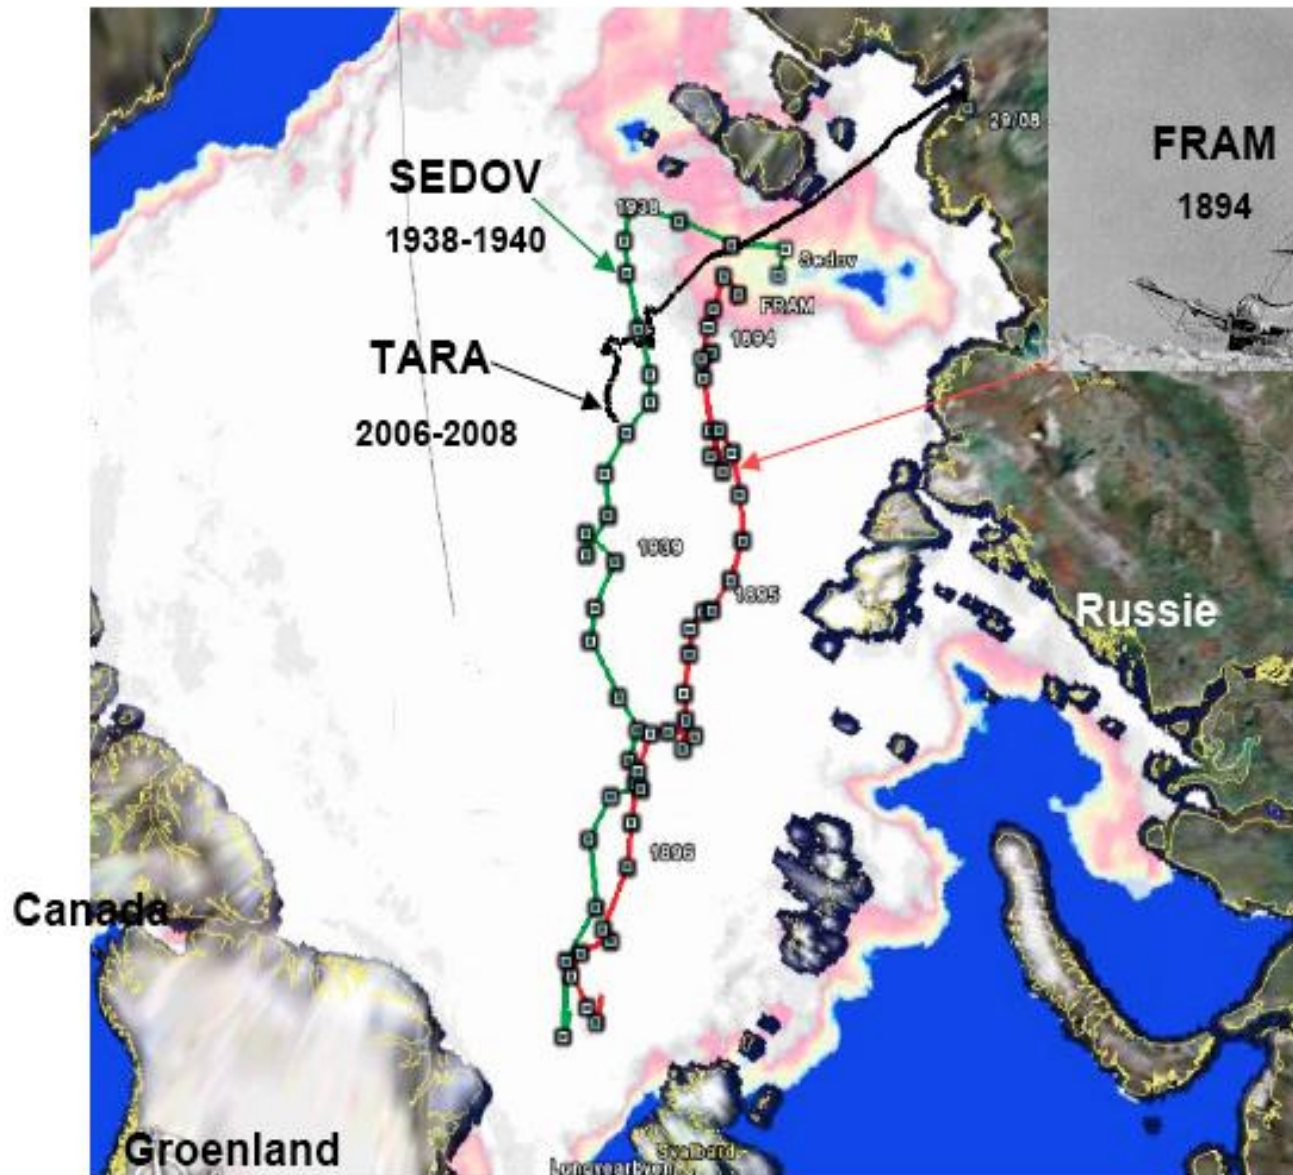 29/08
FRAM
1894
SEDOV
1938-1940
1938
Sedov
FRAM
1894
TARA
2006-2008
1939
1895
Russie
1896
Canada
Groenland
Svalbard
Longyearbyen